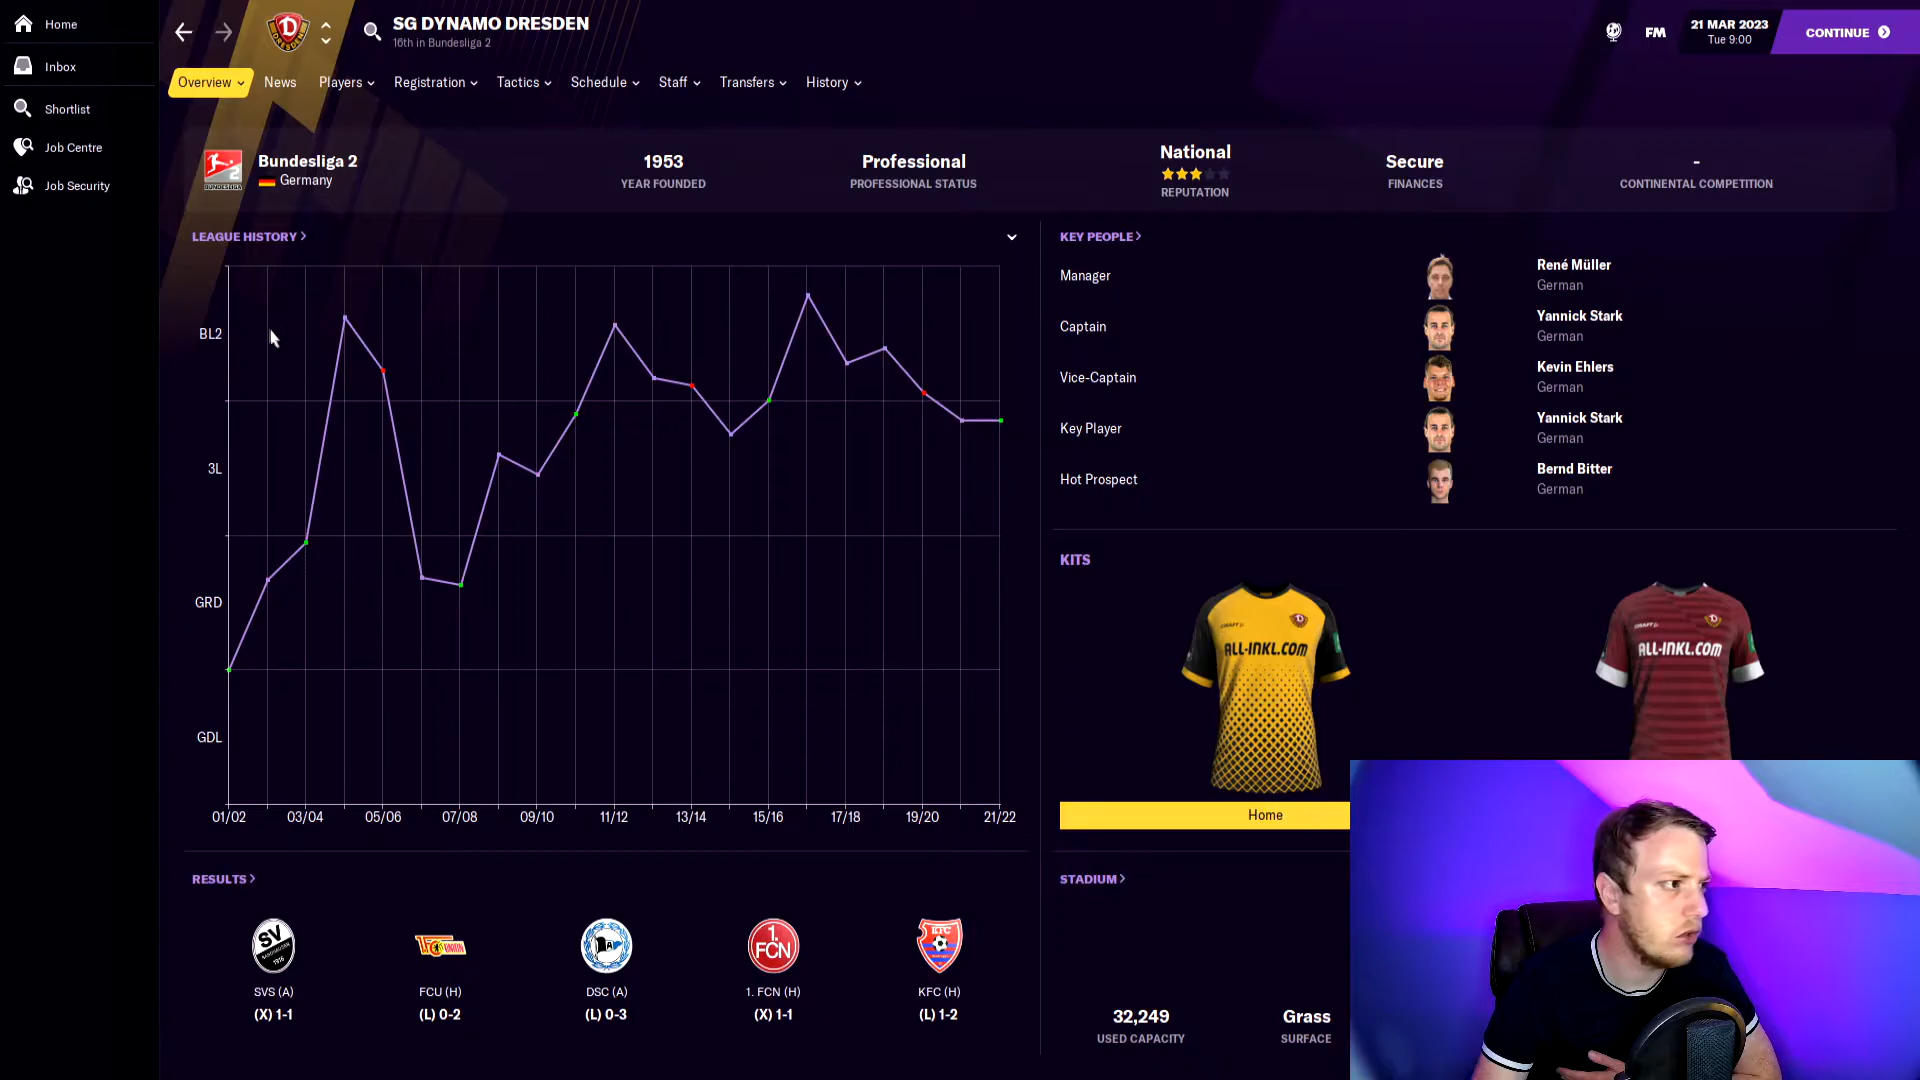 Home
Inbox
Shortlist
Job Centre
Job Security
SG DYNAMO DRESDEN
16th in Bundesliga 2
FM
21 MAR 2023
Tue 9:00
CONTINUE
Overview
News
Players
Registration
Tactics
Schedule
Staff
Transfers
History
Bundesliga 2
Germany
1953
YEAR FOUNDED
Professional
PROFESSIONAL STATUS
National
REPUTATION
Secure
FINANCES
-
CONTINENTAL COMPETITION
LEAGUE HISTORY
BL2
3L
GRD
GDL
01/02
03/04
05/06
07/08
09/10
11/12
13/14
15/16
17/18
19/20
21/22
KEY PEOPLE
Manager
René Müller
German
Captain
Yannick Stark
German
Vice-Captain
Kevin Ehlers
German
Key Player
Yannick Stark
German
Hot Prospect
Bernd Bitter
German
KITS
ALL-INKL.COM
ALL-INKL.COM
Home
RESULTS
SV
1.
FCN
KFC
SVS (A)
(X) 1-1
FCU (H)
(L) 0-2
DSC (A)
(L) 0-3
1. FCN (H)
(X) 1-1
KFC (H)
(L) 1-2
STADIUM
32,249
USED CAPACITY
Grass
SURFACE